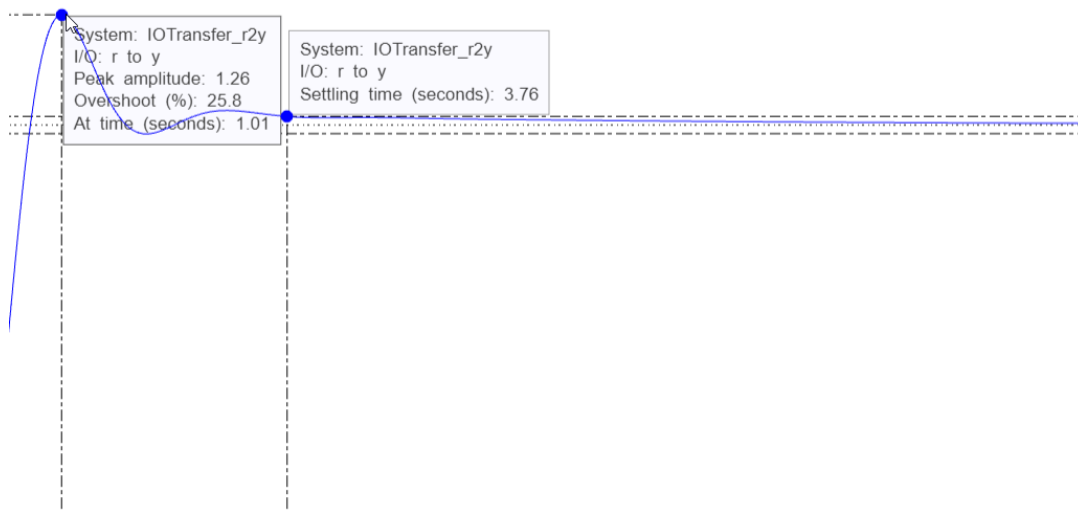 System: IOTransfer_r2y
I/O: r to y
Peak amplitude: 1.26
Overshoot (%): 25.8
At time (seconds): 1.01
System: IOTransfer_r2y
I/O: r to y
Settling time (seconds): 3.76